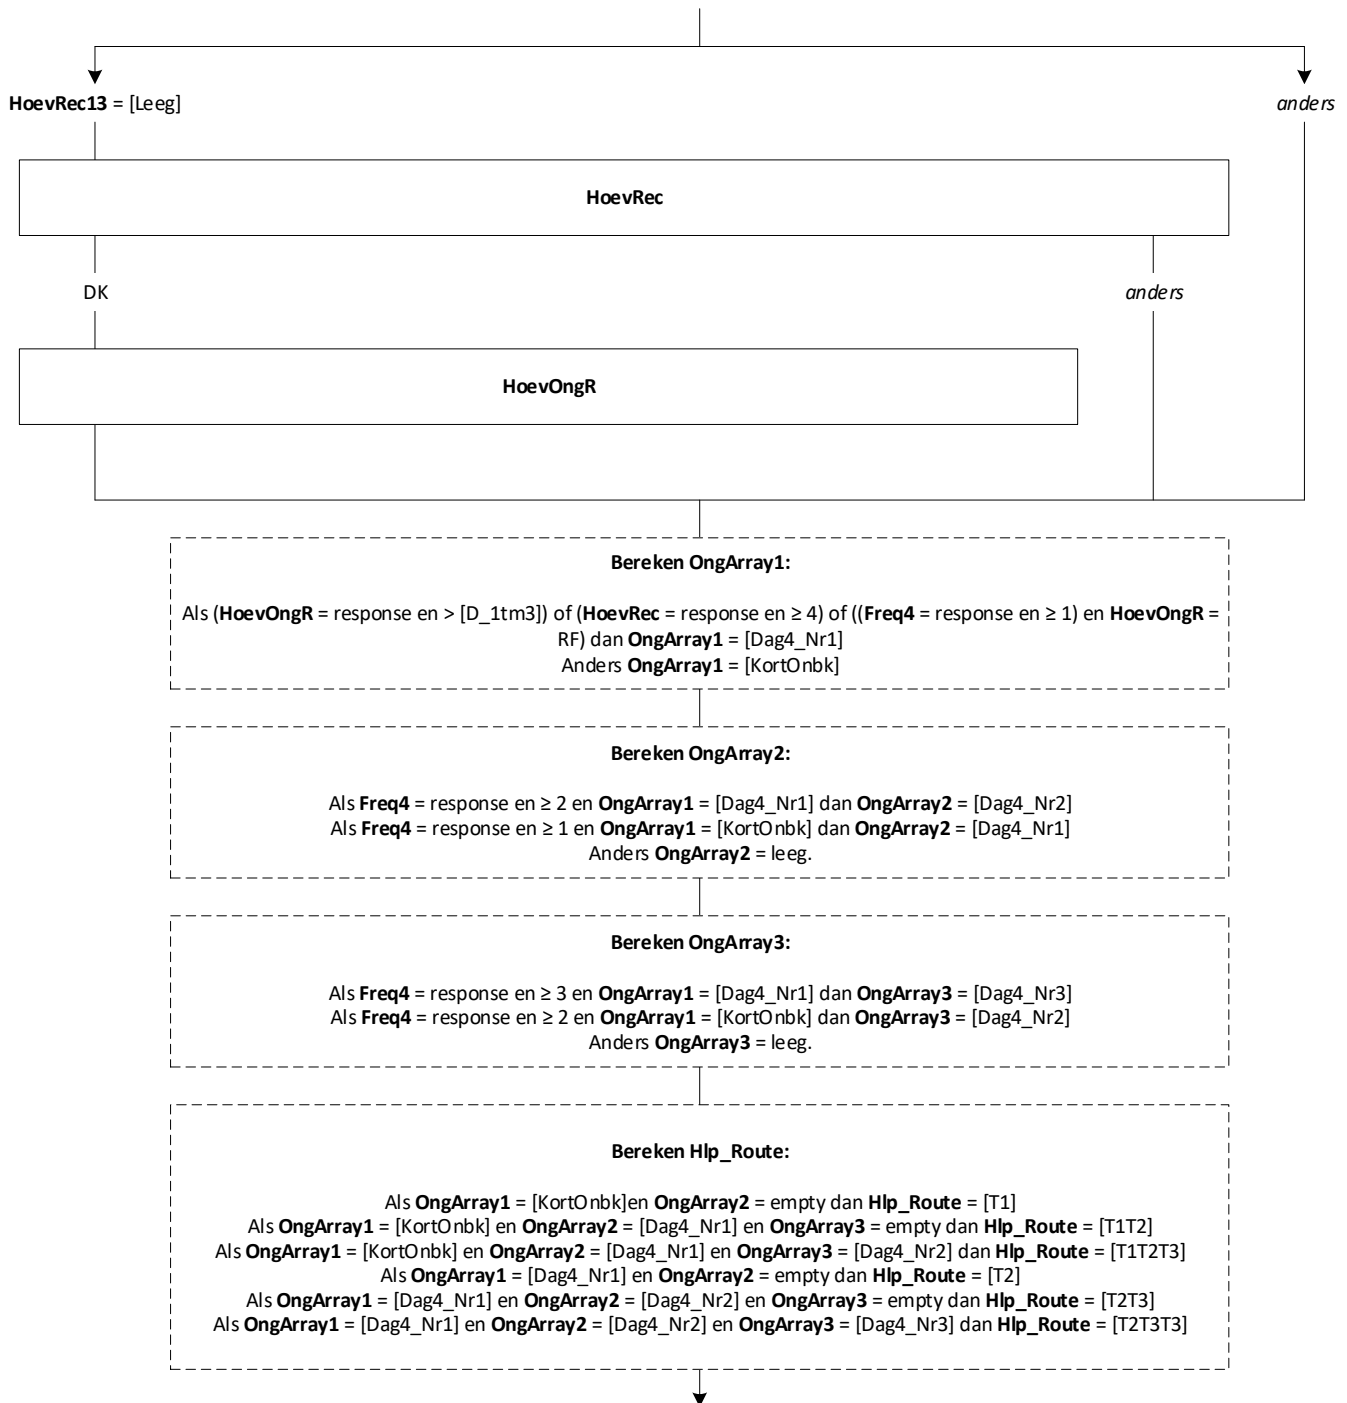 HoevRec13 = [Leeg]
anders
HoevRec
DK
anders
HoevOngR
Bereken OngArray1:
Als (HoevOngR = response en > [D_1tm3]) of (HoevRec = response en ≥ 4) of ((Freq4 = response en ≥ 1) en HoevOngR =
RF) dan OngArray1 = [Dag4_Nr1]
Anders OngArray1 = [KortOnbk]
Bereken OngArray2:
Als Freq4 = response en ≥ 2 en OngArray1 = [Dag4_Nr1] dan OngArray2 = [Dag4_Nr2]
Als Freq4 = response en ≥ 1 en OngArray1 = [KortOnbk] dan OngArray2 = [Dag4_Nr1]
Anders OngArray2 = leeg.
Bereken OngArray3:
Als Freq4 = response en ≥ 3 en OngArray1 = [Dag4_Nr1] dan OngArray3 = [Dag4_Nr3]
Als Freq4 = response en ≥ 2 en OngArray1 = [KortOnbk] dan OngArray3 = [Dag4_Nr2]
Anders OngArray3 = leeg.
Bereken Hlp_Route:
Als OngArray1 = [KortOnbk]en OngArray2 = empty dan Hlp_Route = [T1]
Als OngArray1 = [KortOnbk] en OngArray2 = [Dag4_Nr1] en OngArray3 = empty dan Hlp_Route = [T1T2]
Als OngArray1 = [KortOnbk] en OngArray2 = [Dag4_Nr1] en OngArray3 = [Dag4_Nr2] dan Hlp_Route = [T1T2T3]
Als OngArray1 = [Dag4_Nr1] en OngArray2 = empty dan Hlp_Route = [T2]
Als OngArray1 = [Dag4_Nr1] en OngArray2 = [Dag4_Nr2] en OngArray3 = empty dan Hlp_Route = [T2T3]
Als OngArray1 = [Dag4_Nr1] en OngArray2 = [Dag4_Nr2] en OngArray3 = [Dag4_Nr3] dan Hlp_Route = [T2T3T3]